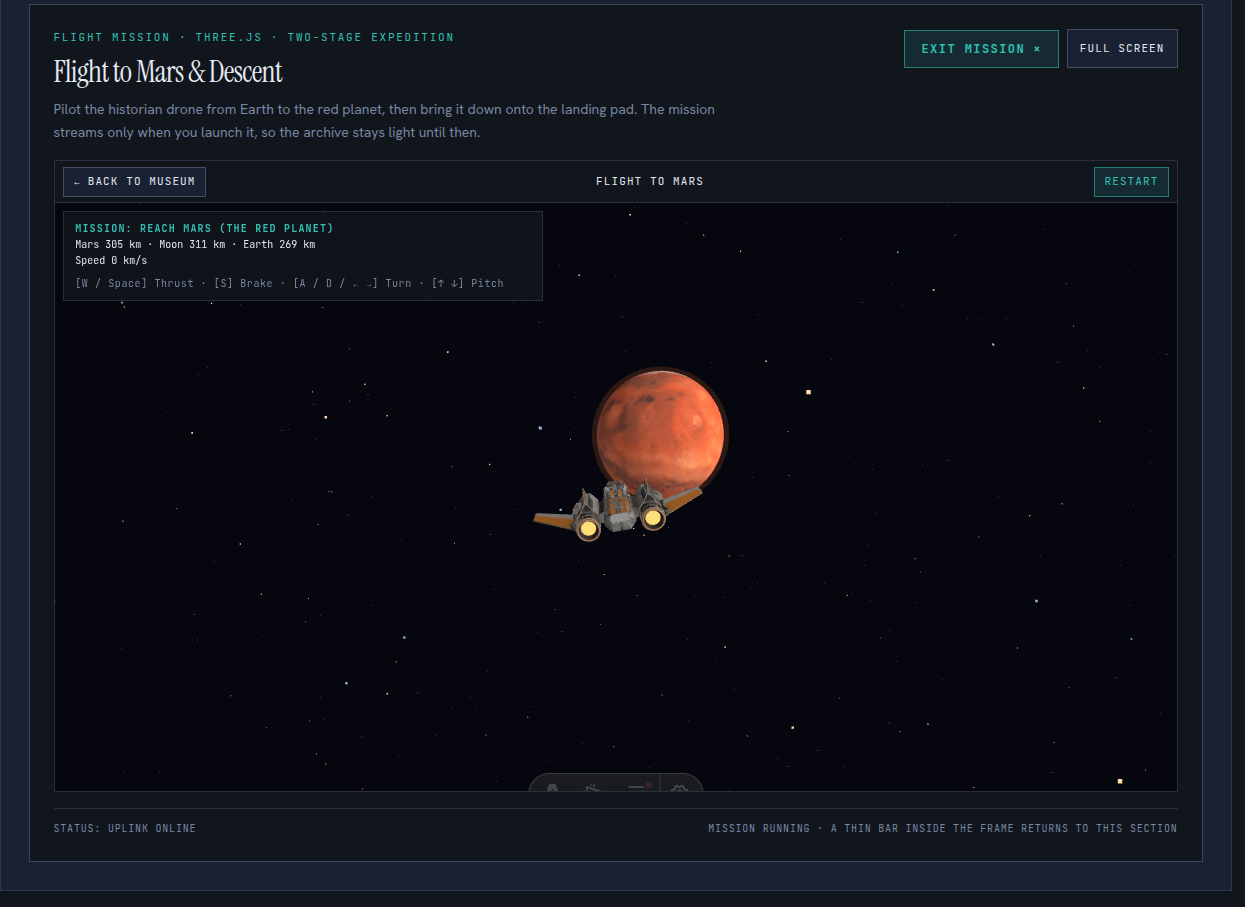 FLIGHT MISSION · THREE.JS · TWO-STAGE EXPEDITION
EXIT MISSION ×
FULL SCREEN
Flight to Mars & Descent
Pilot the historian drone from Earth to the red planet, then bring it down onto the landing pad. The mission
streams only when you launch it, so the archive stays light until then.
← BACK TO MUSEUM
FLIGHT TO MARS
RESTART
MISSION: REACH MARS (THE RED PLANET)
Mars 305 km · Moon 311 km · Earth 269 km
Speed 0 km/s
[W / Space] Thrust · [S] Brake · [A / D / ← →] Turn · [↑ ↓] Pitch
STATUS: UPLINK ONLINE
MISSION RUNNING · A THIN BAR INSIDE THE FRAME RETURNS TO THIS SECTION